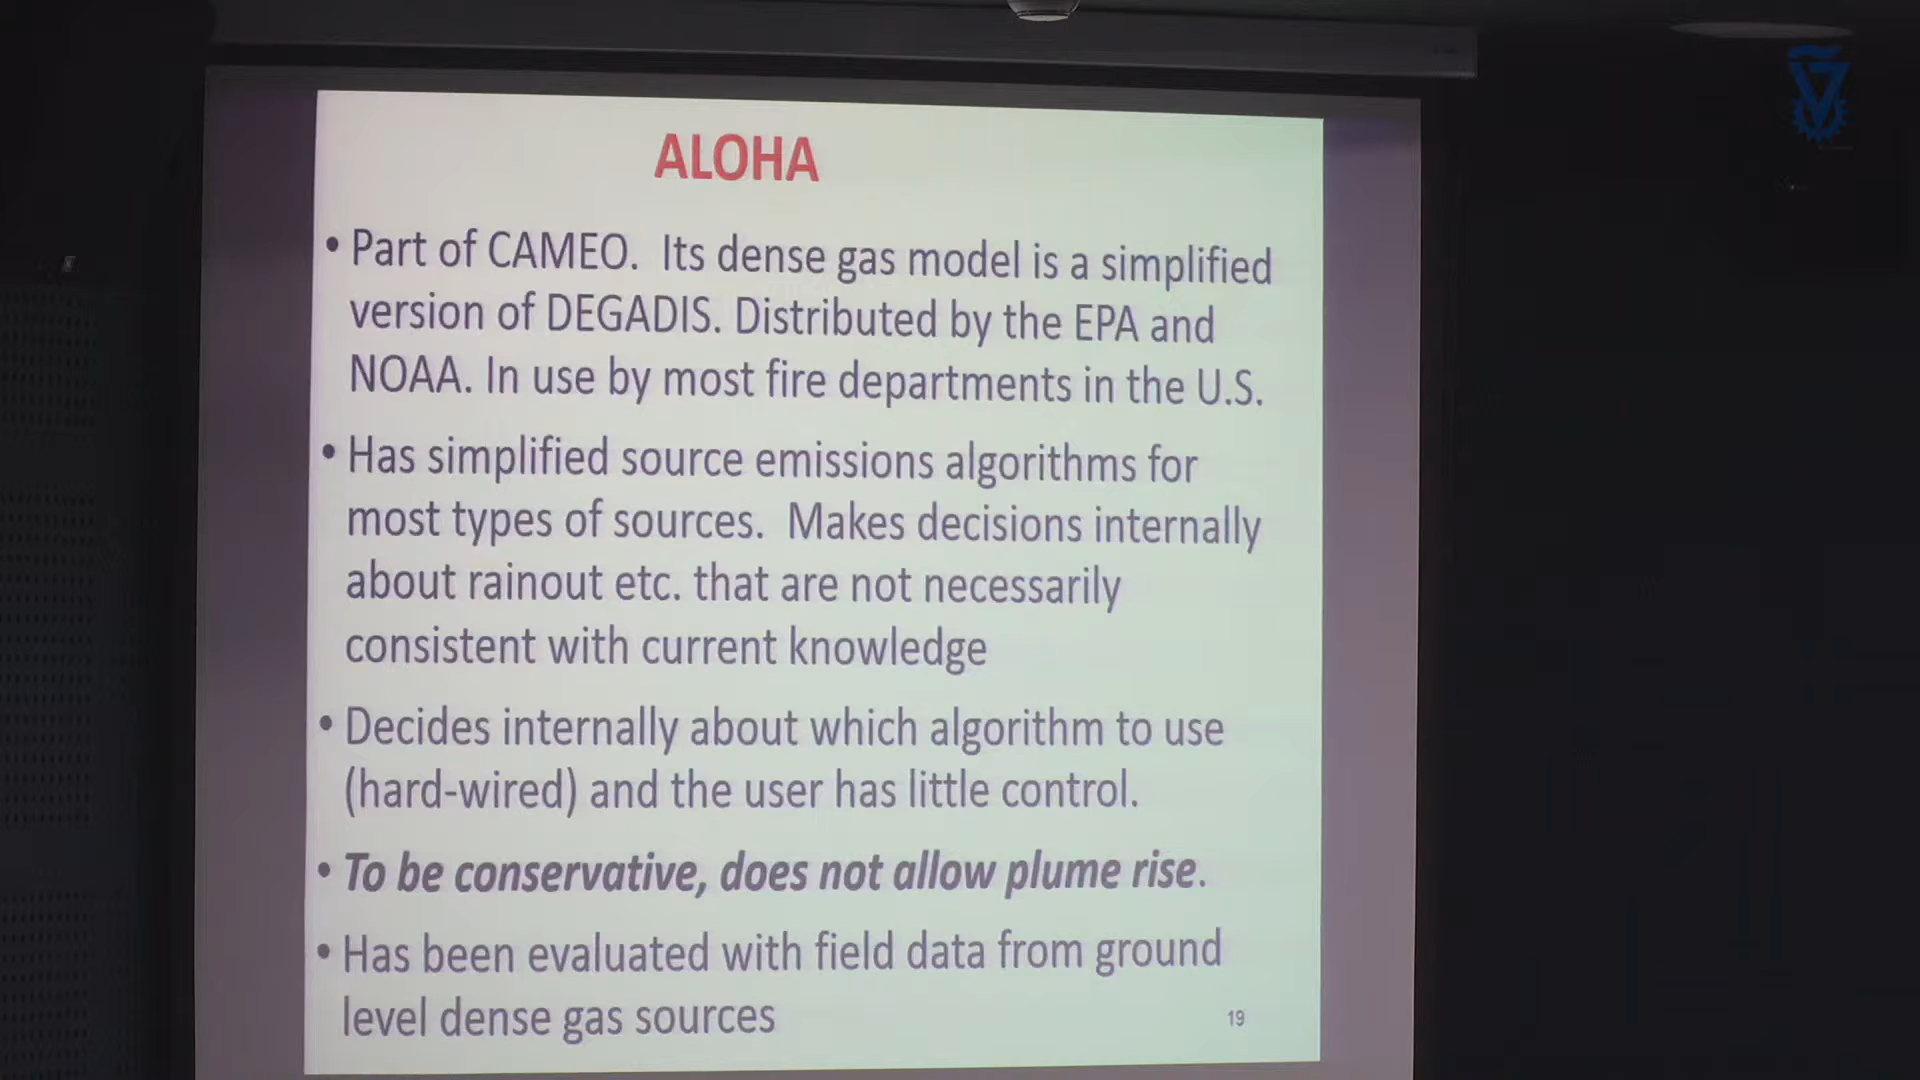 ALOHA
• Part of CAMEO. Its dense gas model is a simplified
version of DEGADIS. Distributed by the EPA and
NOAA. In use by most fire departments in the U.S.
• Has simplified source emissions algorithms for
most types of sources. Makes decisions internally
about rainout etc. that are not necessarily
consistent with current knowledge
• Decides internally about which algorithm to use
(hard-wired) and the user has little control.
• To be conservative, does not allow plume rise.
• Has been evaluated with field data from ground
level dense gas sources
19